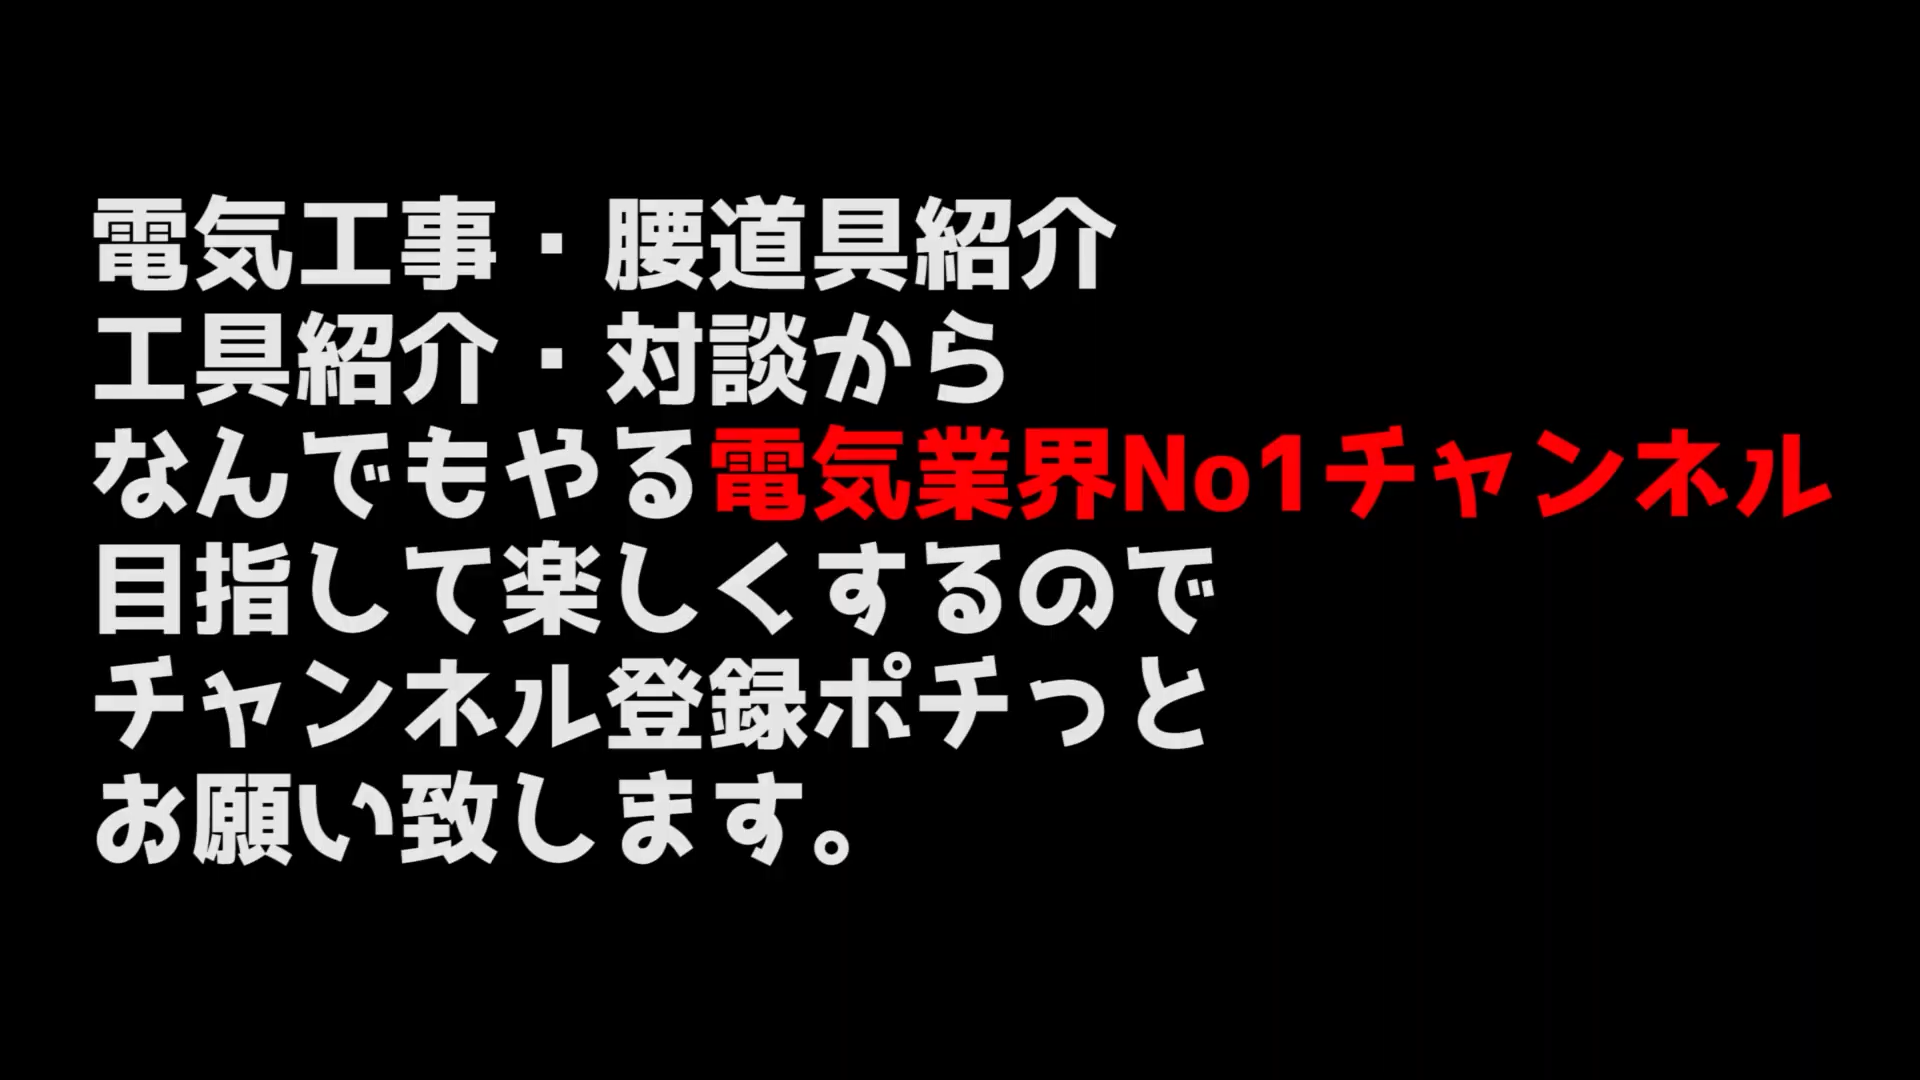 電気工事・腰道具紹介
工具紹介・対談から
なんでもやる電気業界No1チャンネル
目指して楽しくするので
チャンネル登録ポチっと
お願い致します。